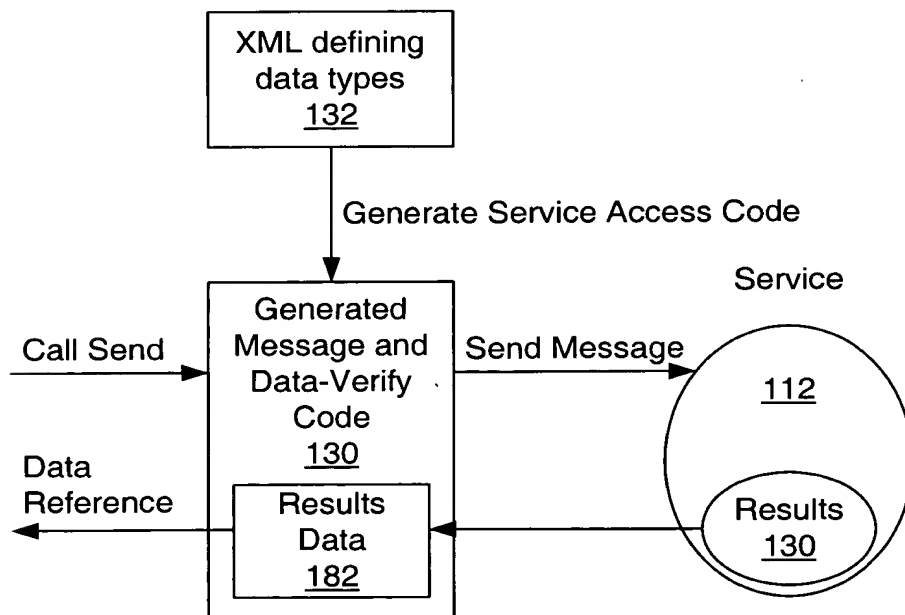 XML defining
data types
132
Generate Service Access Code
Service
Generated
Message and
Data-Verify
Code
130
Call Send
Send Message
112
Data
Reference
Results
Data
182
Results
130